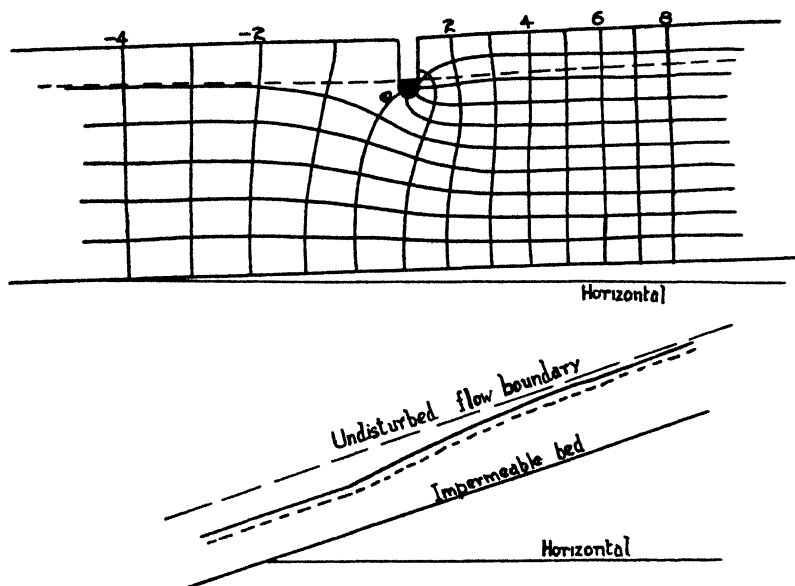 -4 -2 2 4 6 8
Horizontal
Undisturbed flow boundary
Impermeable bed
Horizontal